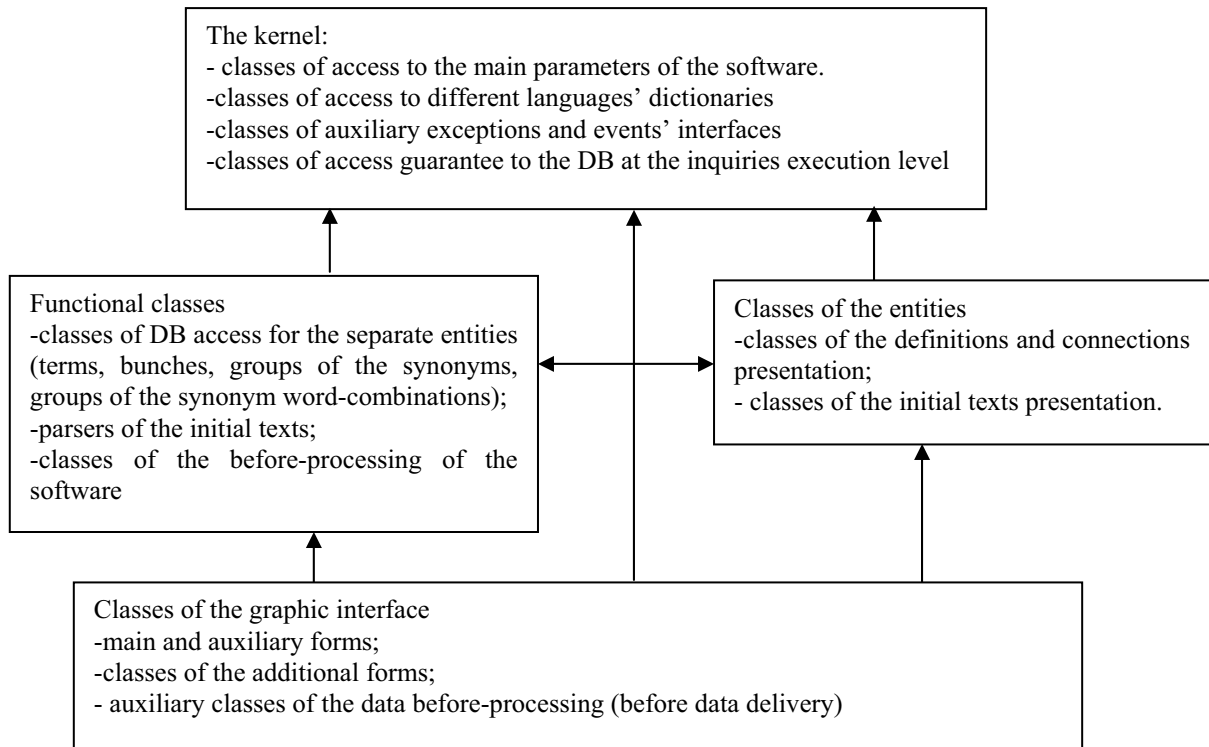 The kernel:
- classes of access to the main parameters of the software.
-classes of access to different languages’ dictionaries
-classes of auxiliary exceptions and events’ interfaces
-classes of access guarantee to the DB at the inquiries execution level
Functional classes
-classes of DB access for the separate entities
(terms, bunches, groups of the synonyms,
groups of the synonym word-combinations);
-parsers of the initial texts;
-classes of the before-processing of the
software
Classes of the entities
-classes of the definitions and connections
presentation;
- classes of the initial texts presentation.
Classes of the graphic interface
-main and auxiliary forms;
-classes of the additional forms;
- auxiliary classes of the data before-processing (before data delivery)